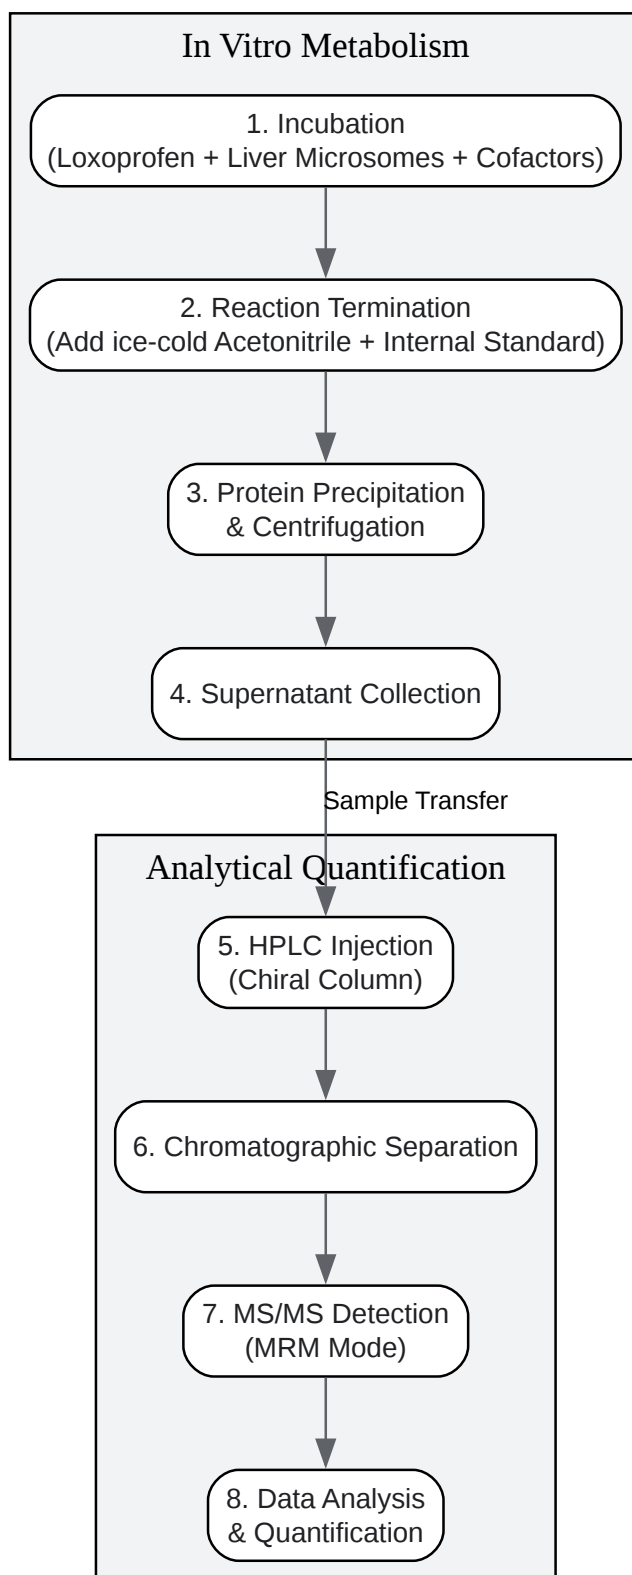 In Vitro Metabolism
1. Incubation
(Loxoprofen + Liver Microsomes + Cofactors)
2. Reaction Termination
(Add ice-cold Acetonitrile + Internal Standard)
3. Protein Precipitation
& Centrifugation
4. Supernatant Collection
Sample Transfer
Analytical Quantification
5. HPLC Injection
(Chiral Column)
6. Chromatographic Separation
7. MS/MS Detection
(MRM Mode)
8. Data Analysis
& Quantification